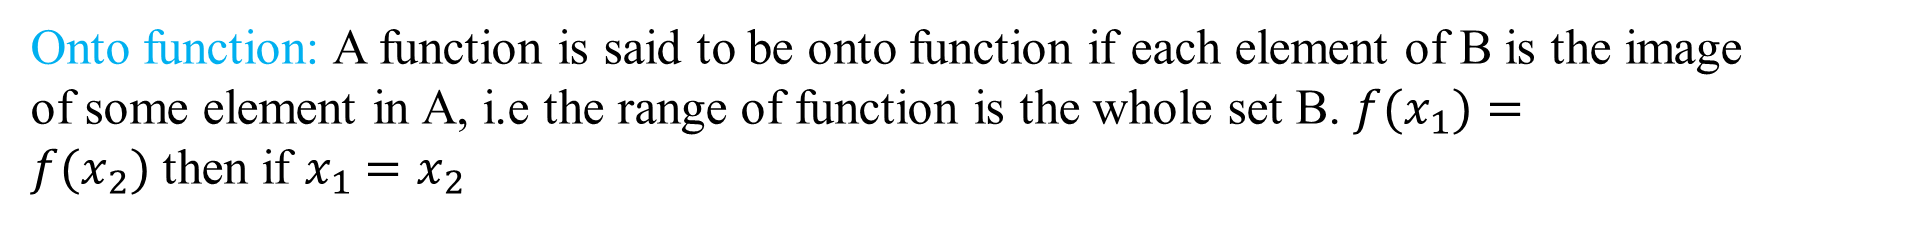 Onto function: A function is said to be onto function if each element of B is the image
of some element in A, i.e the range of function is the whole set B. 𝑓(𝑥₁) =
𝑓(𝑥₂) then if 𝑥₁ = 𝑥₂